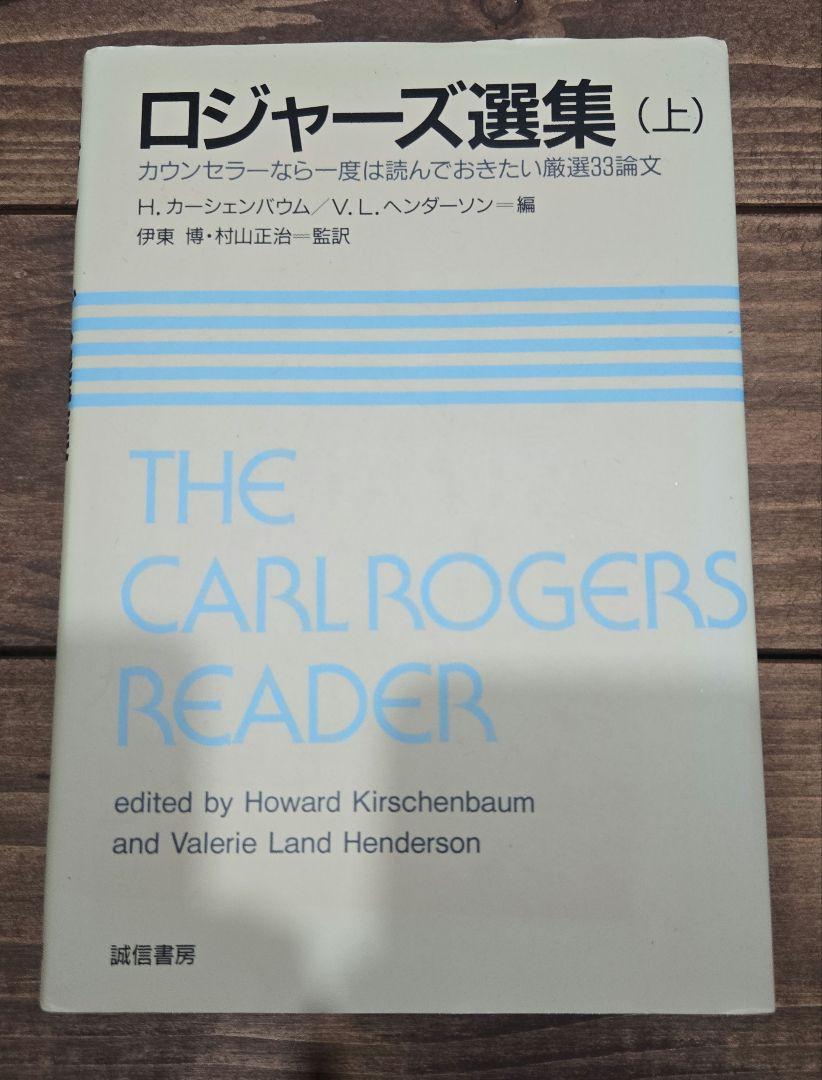 ロジャーズ選集（上）
カウンセラーなら一度は読んでおきたい厳選33論文
H. カーシェンバウム／V. L. ヘンダーソン＝編
伊東 博・村山正治＝監訳
THE
CARL ROGERS
READER
edited by Howard Kirschenbaum
and Valerie Land Henderson
誠信書房